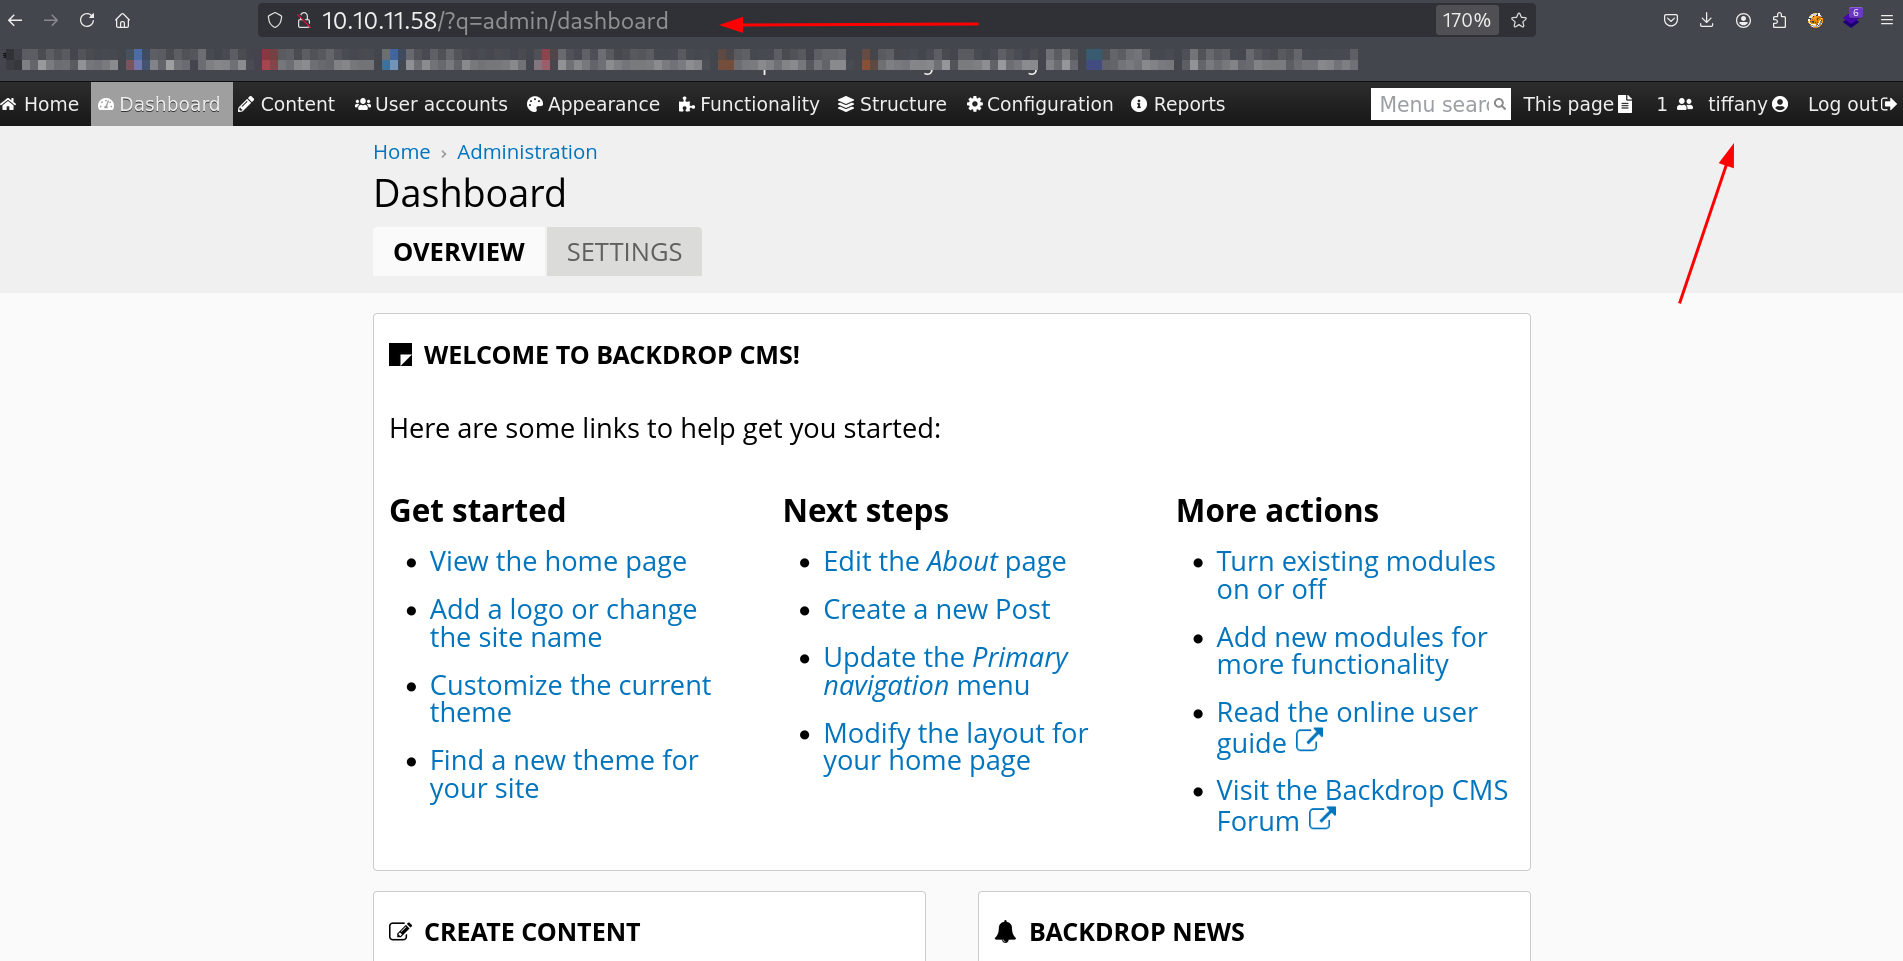 10.10.11.58/?q=admin/dashboard
170%
6
Home Dashboard Content User accounts Appearance Functionality Structure Configuration Reports Menu sear This page 1 tiffany Log out
Home › Administration
Dashboard
OVERVIEW SETTINGS
WELCOME TO BACKDROP CMS!
Here are some links to help get you started:
Get started
View the home page
Add a logo or change
the site name
Customize the current
theme
Find a new theme for
your site
Next steps
Edit the About page
Create a new Post
Update the Primary
navigation menu
Modify the layout for
your home page
More actions
Turn existing modules
on or off
Add new modules for
more functionality
Read the online user
guide
Visit the Backdrop CMS
Forum
CREATE CONTENT
BACKDROP NEWS